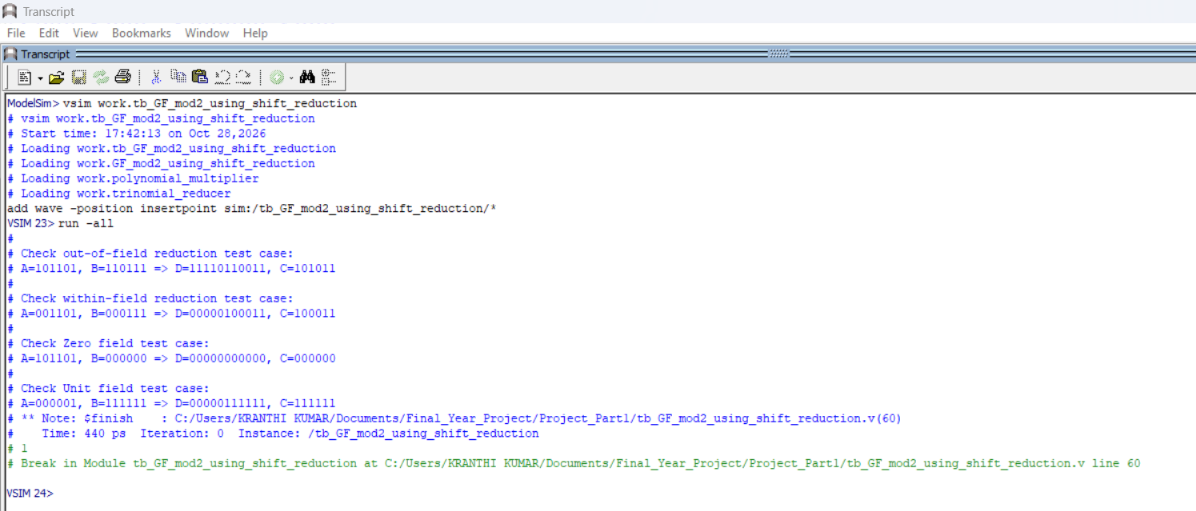 Transcript
File Edit View Bookmarks Window Help
Transcript
ModelSim> vsim work.tb_GF_mod2_using_shift_reduction
# vsim work.tb_GF_mod2_using_shift_reduction
# Start time: 17:42:13 on Oct 28,2026
# Loading work.tb_GF_mod2_using_shift_reduction
# Loading work.GF_mod2_using_shift_reduction
# Loading work.polynomial_multiplier
# Loading work.trinomial_reducer
add wave -position insertpoint sim:/tb_GF_mod2_using_shift_reduction/*
VSIM 23> run -all
#
# Check out-of-field reduction test case:
# A=101101, B=110111 => D=11110110011, C=101011
#
# Check within-field reduction test case:
# A=001101, B=000111 => D=00000100011, C=100011
#
# Check Zero field test case:
# A=101101, B=000000 => D=00000000000, C=000000
#
# Check Unit field test case:
# A=000001, B=111111 => D=00000111111, C=111111
# ** Note: $finish : C:/Users/KRANTHI KUMAR/Documents/Final_Year_Project/Project_Part1/tb_GF_mod2_using_shift_reduction.v(60)
# Time: 440 ps Iteration: 0 Instance: /tb_GF_mod2_using_shift_reduction
# 1
# Break in Module tb_GF_mod2_using_shift_reduction at C:/Users/KRANTHI KUMAR/Documents/Final_Year_Project/Project_Part1/tb_GF_mod2_using_shift_reduction.v line 60
VSIM 24>